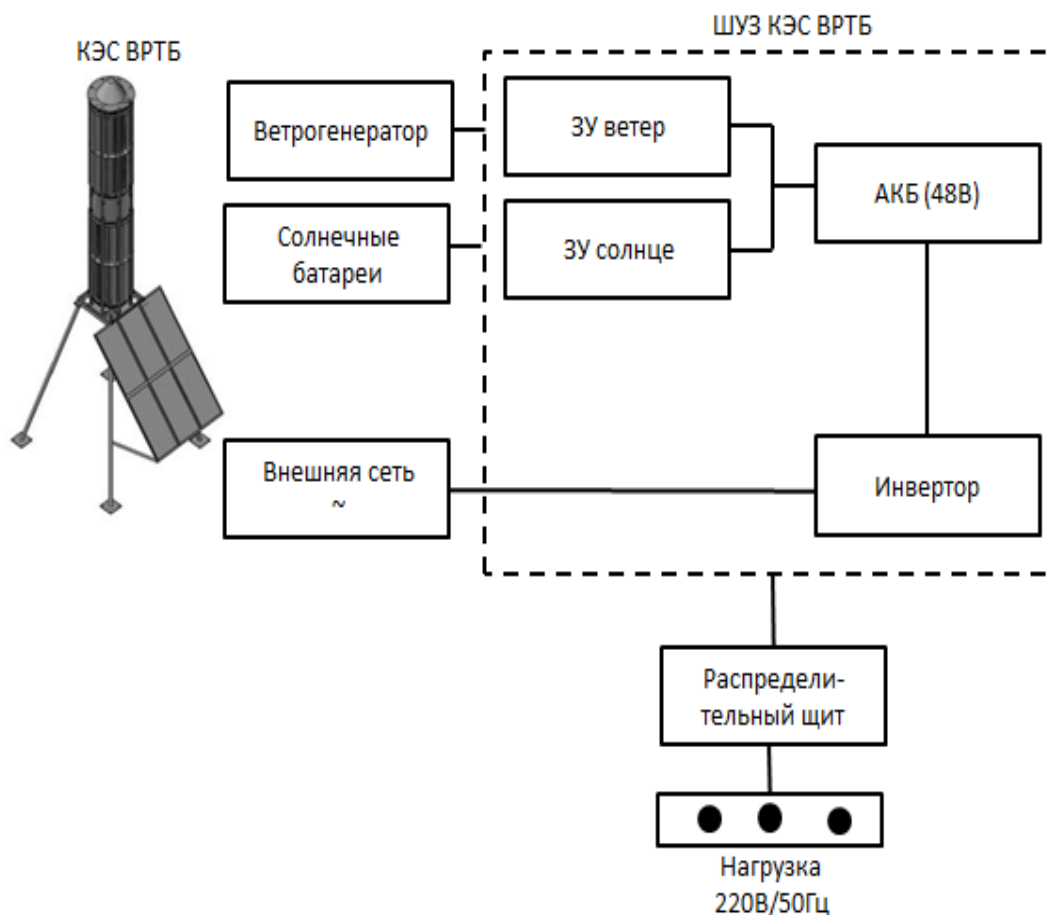 КЭС ВРТБ
ШУЗ КЭС ВРТБ
Ветрогенератор
ЗУ ветер
АКБ (48В)
Солнечные
батареи
ЗУ солнце
Внешняя сеть
~
Инвертор
Распредели-
тельный щит
Нагрузка
220В/50Гц